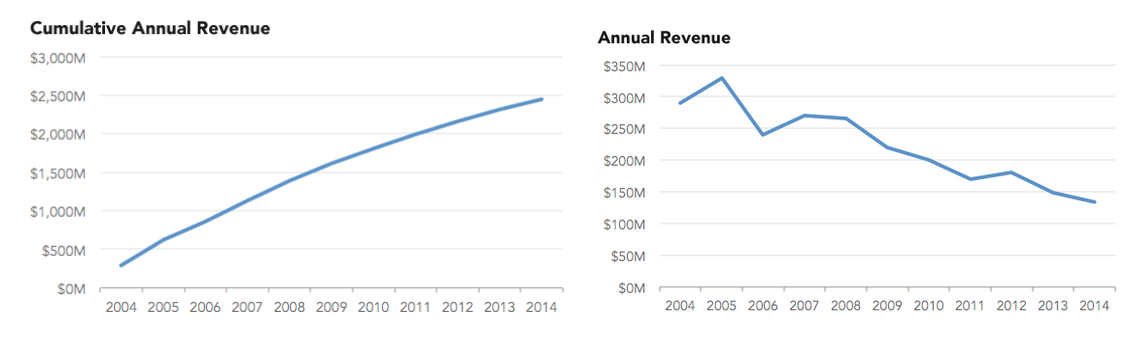 Cumulative Annual Revenue
$3,000M
$2,500M
$2,000M
$1,500M
$1,000M
$500M
$0M
2004 2005 2006 2007 2008 2009 2010 2011 2012 2013 2014
Annual Revenue
$350M
$300M
$250M
$200M
$150M
$100M
$50M
$0M
2004 2005 2006 2007 2008 2009 2010 2011 2012 2013 2014